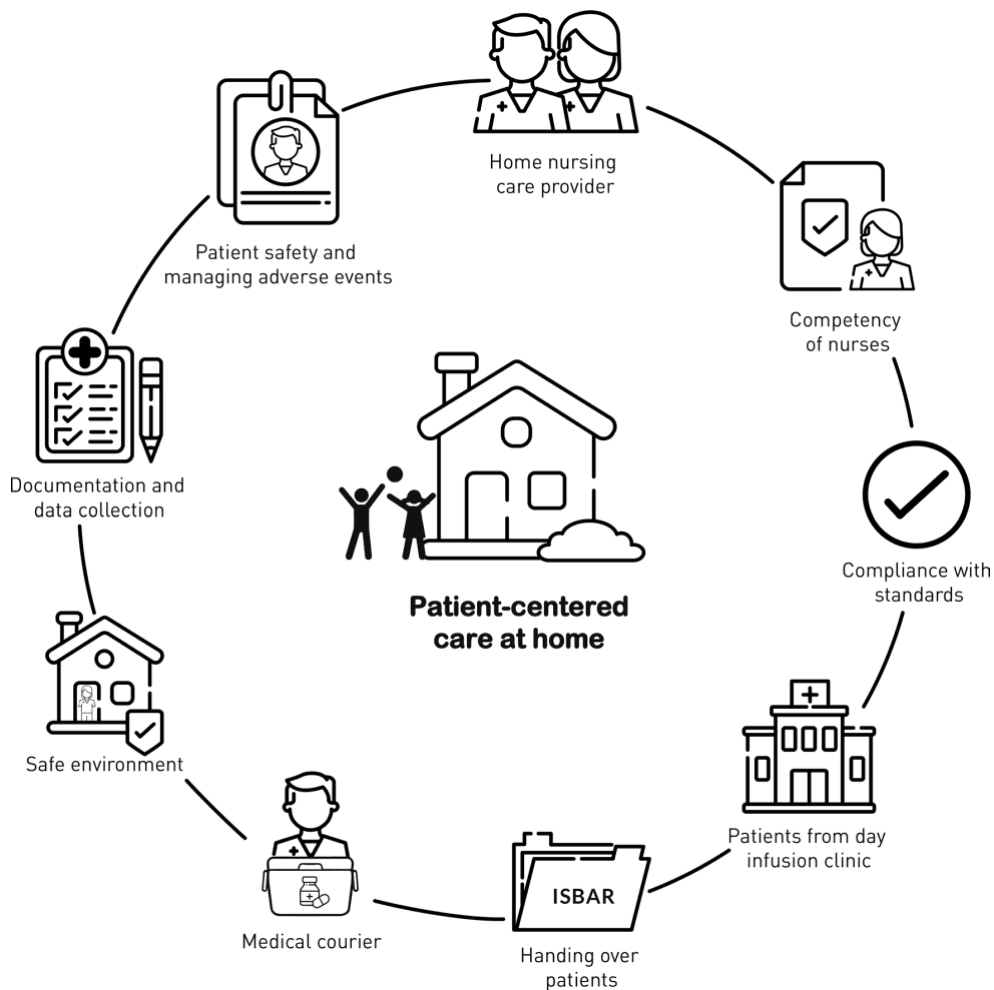 Home nursing
care provider
Patient safety and
managing adverse events
Competency
of nurses
Documentation and
data collection
Compliance with
standards
Patient-centered
care at home
Safe environment
Patients from day
infusion clinic
ISBAR
Medical courier
Handing over
patients